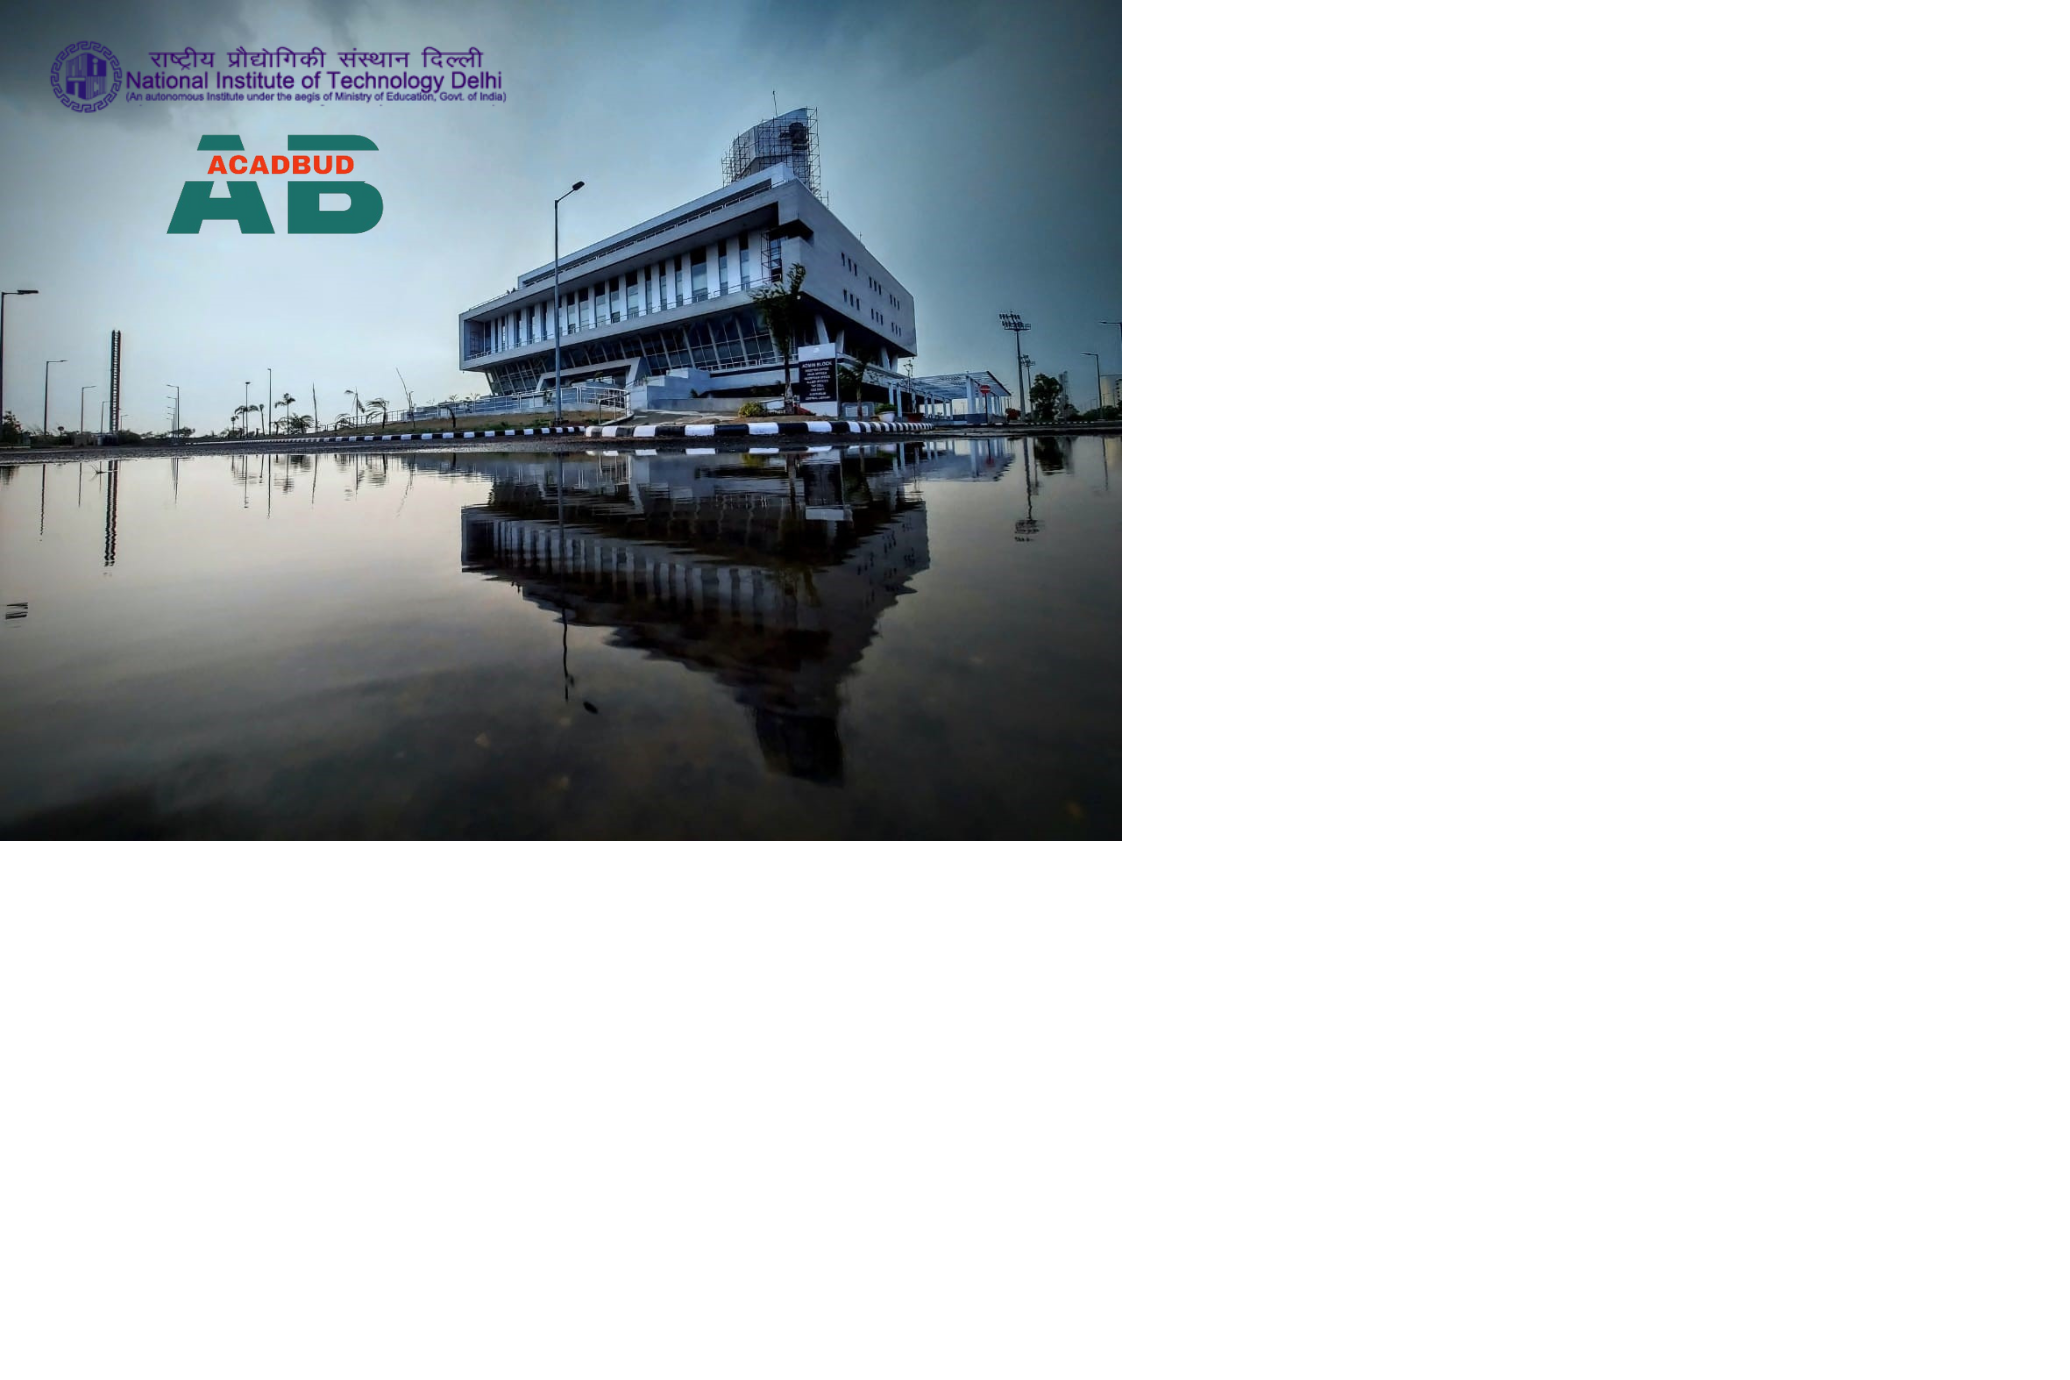 राष्ट्रीय प्रौद्योगिकी संस्थान दिल्ली
National Institute of Technology Delhi
(An autonomous Institute under the aegis of Ministry of Education, Govt. of India)
ACADBUD
AB
ADMIN BLOCK